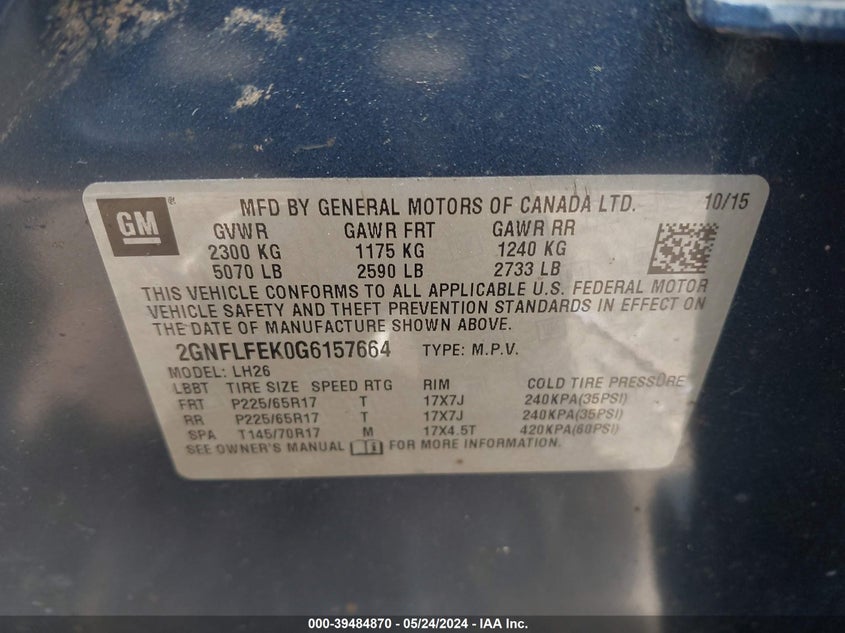 GM ® MFD BY GENERAL MOTORS OF CANADA LTD. 10/15
GVWR GAWR FRT GAWR RR
2300 KG 1175 KG 1240 KG
5070 LB 2590 LB 2733 LB
THIS VEHICLE CONFORMS TO ALL APPLICABLE U.S. FEDERAL MOTOR
VEHICLE SAFETY AND THEFT PREVENTION STANDARDS IN EFFECT ON
THE DATE OF MANUFACTURE SHOWN ABOVE.
2GNFLFEK0G6157664 TYPE: M.P.V.
MODEL: LH26
LBBT TIRE SIZE SPEED RTG RIM COLD TIRE PRESSURE
FRT P225/65R17 T 17X7J 240KPA(35PSI)
RR P225/65R17 T 17X7J 240KPA(35PSI)
SPA T145/70R17 M 17X4.5T 420KPA(60PSI)
SEE OWNER'S MANUAL FOR MORE INFORMATION.
000-39484870 — 05/24/2024 — IAA Inc.